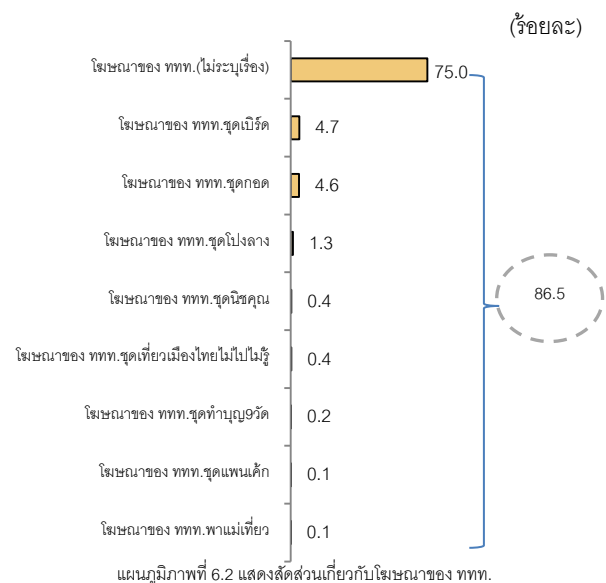 (ร้อยละ)
โฆษณาของ ททท.(ไม่ระบุเรื่อง) 75.0
โฆษณาของ ททท.ชุดเบิร์ด 4.7
โฆษณาของ ททท.ชุดกอด 4.6
โฆษณาของ ททท.ชุดโปงลาง 1.3
โฆษณาของ ททท.ชุดนิชคุณ 0.4
86.5
โฆษณาของ ททท.ชุดเที่ยวเมืองไทยไม่ไปไม่รู้ 0.4
โฆษณาของ ททท.ชุดทำบุญ9วัด 0.2
โฆษณาของ ททท.ชุดแพนเค้ก 0.1
โฆษณาของ ททท.พาแม่เที่ยว 0.1
แผนภูมิภาพที่ 6.2 แสดงสัดส่วนเกี่ยวกับโฆษณาของ ททท.